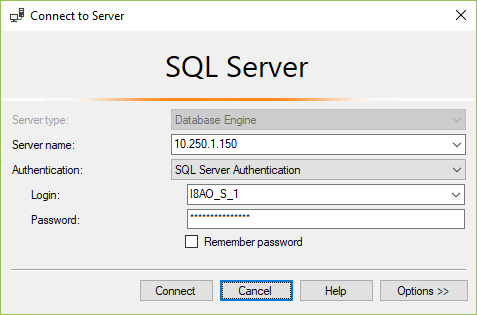 Connect to Server
SQL Server
Server type: Database Engine
Server name: 10.250.1.150
Authentication: SQL Server Authentication
Login: I8AO_S_1
Password: ***************
Remember password
Connect Cancel Help Options >>